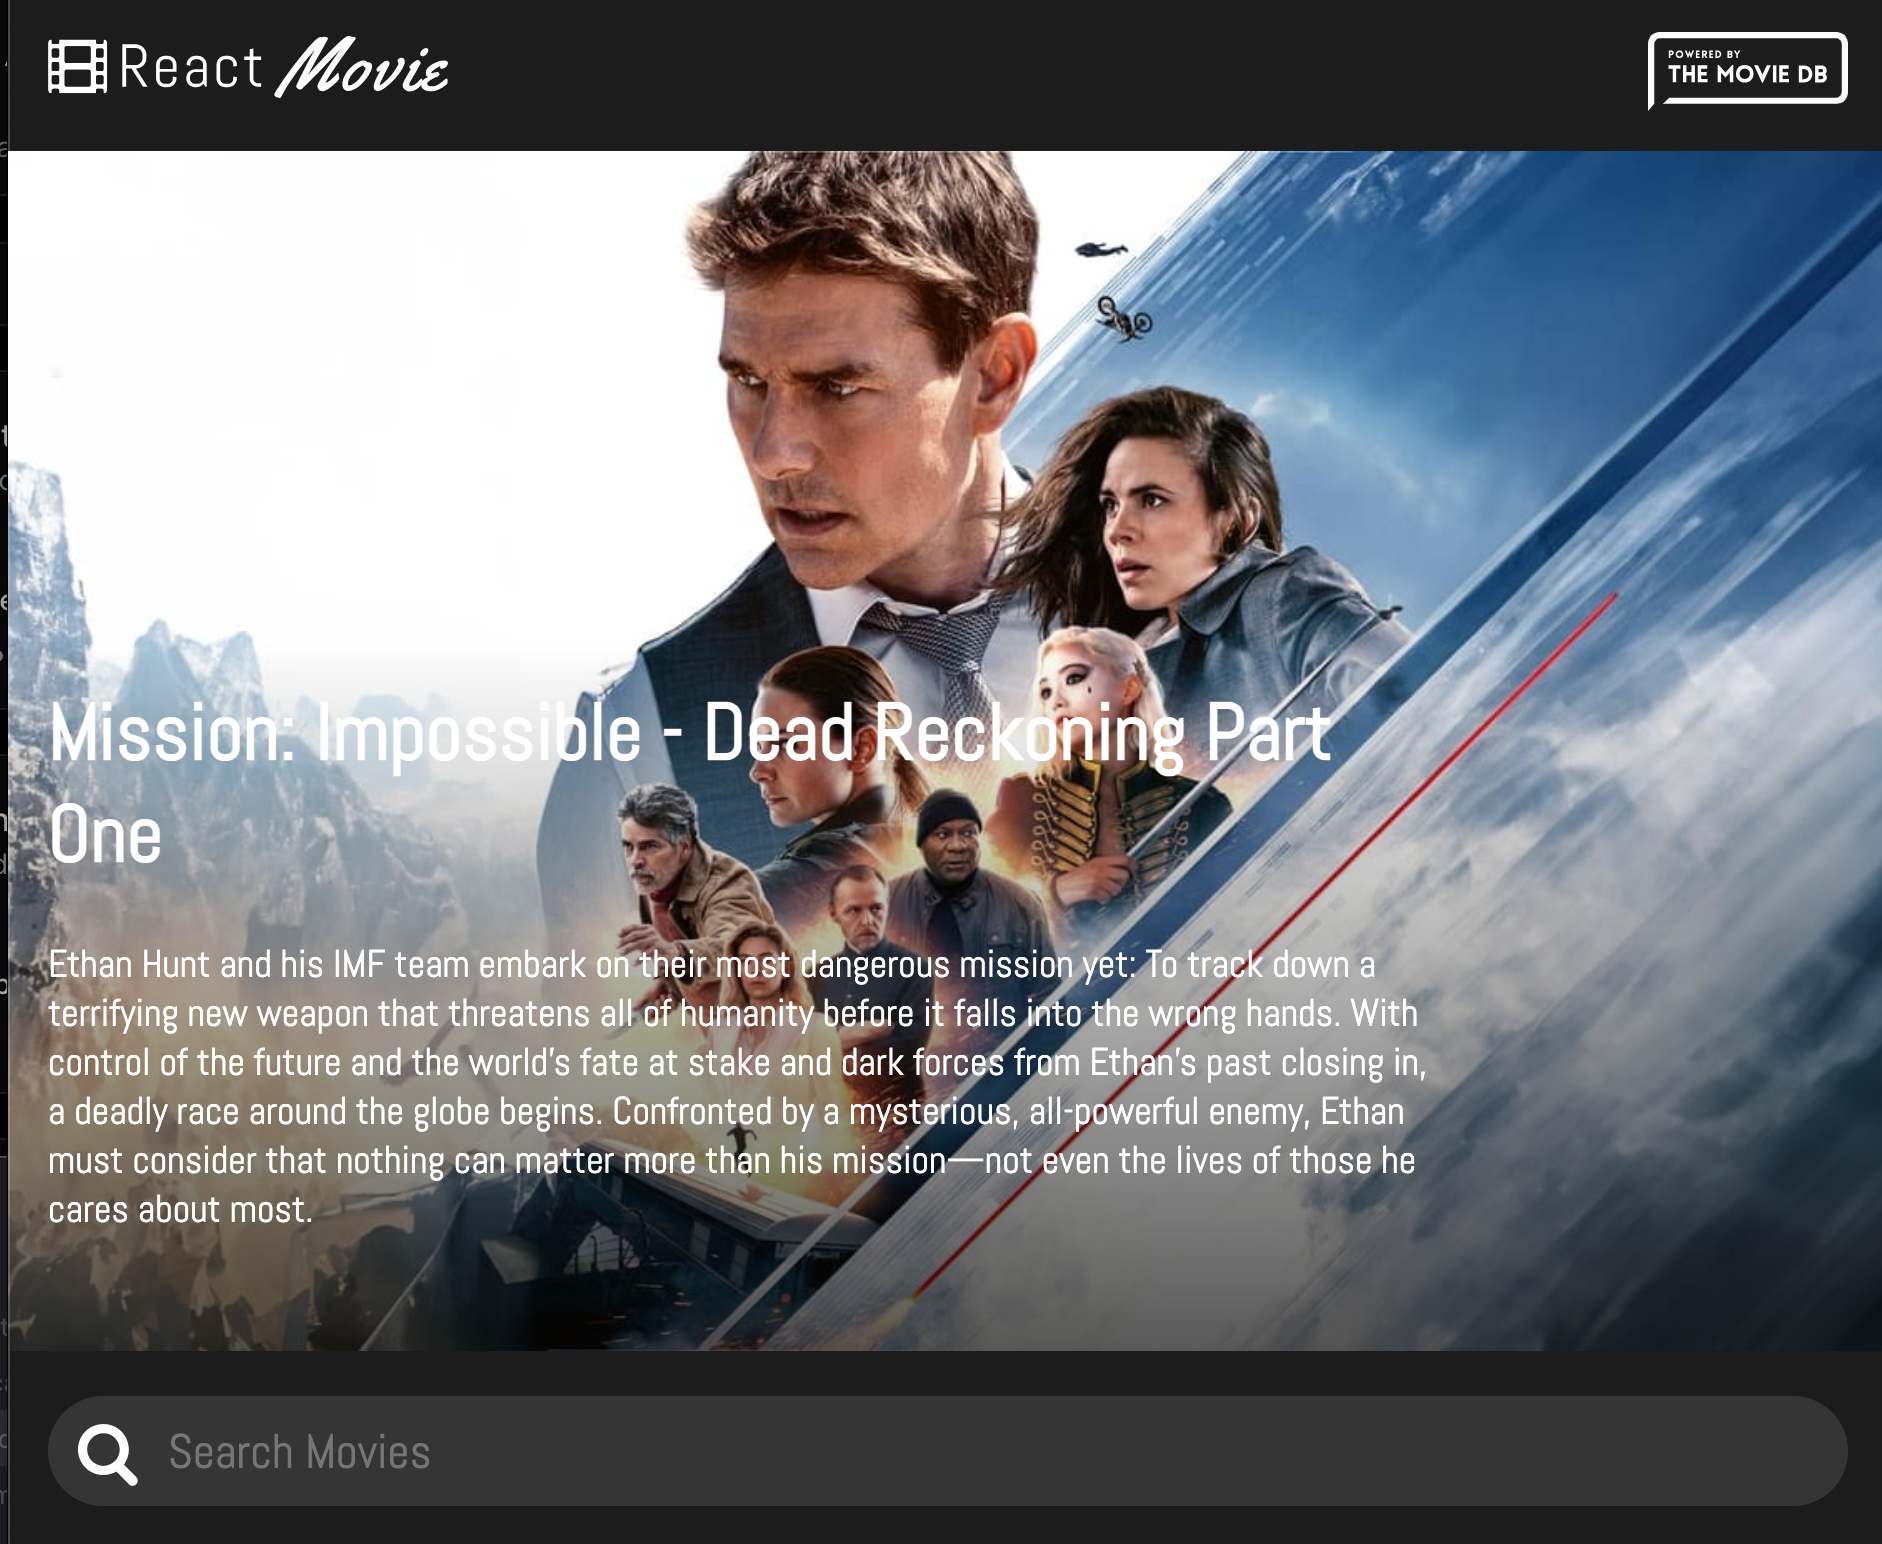 React Movie
POWERED BY
THE MOVIE DB
Mission: Impossible - Dead Reckoning Part
One
Ethan Hunt and his IMF team embark on their most dangerous mission yet: To track down a
terrifying new weapon that threatens all of humanity before it falls into the wrong hands. With
control of the future and the world's fate at stake and dark forces from Ethan's past closing in,
a deadly race around the globe begins. Confronted by a mysterious, all-powerful enemy, Ethan
must consider that nothing can matter more than his mission—not even the lives of those he
cares about most.
Search Movies